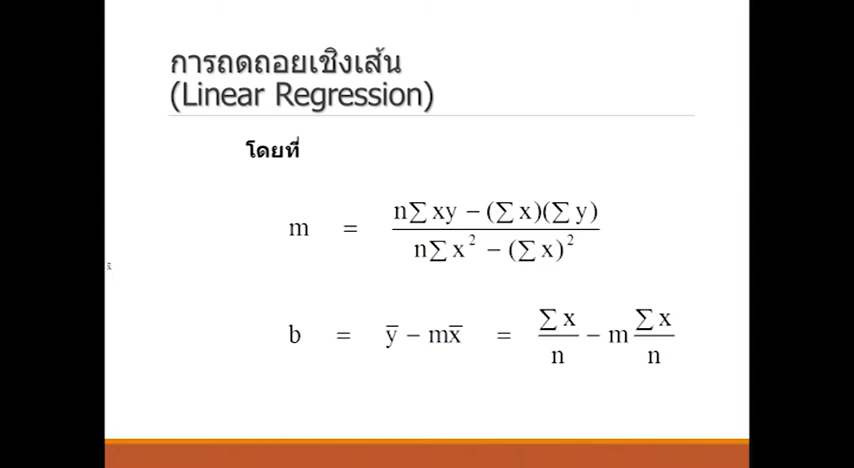 การถดถอยเชิงเส้น
(Linear Regression)
โดยที่
m = n∑ xy − (∑ x)(∑ y) / n∑ x² − (∑ x)²
b = y̅ − mx̅ = ∑ x / n − m ∑ x / n